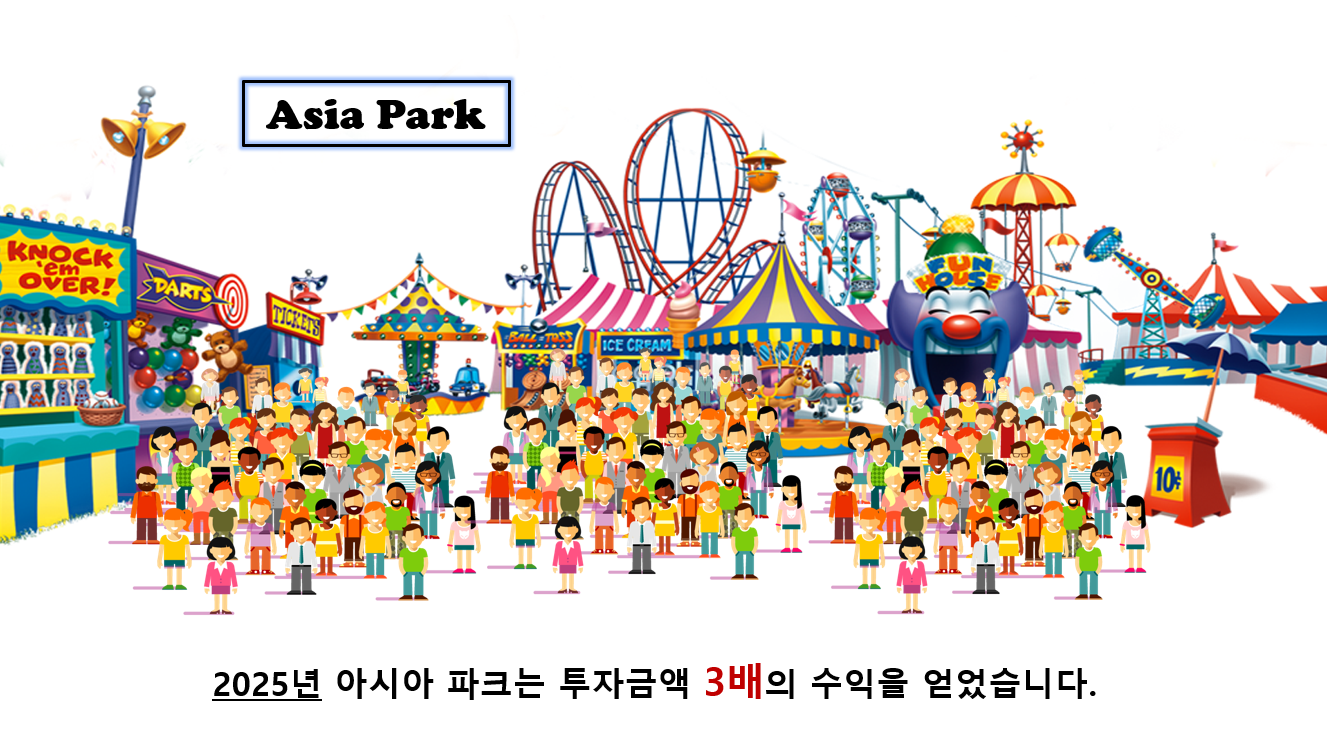 Asia Park
KNOCK
'em
OVER!
DARTS
TICKETS
BALL TOSS
ICE CREAM
FUN
HOUSE
10¢
2025년 아시아 파크는 투자금액 3배의 수익을 얻었습니다.